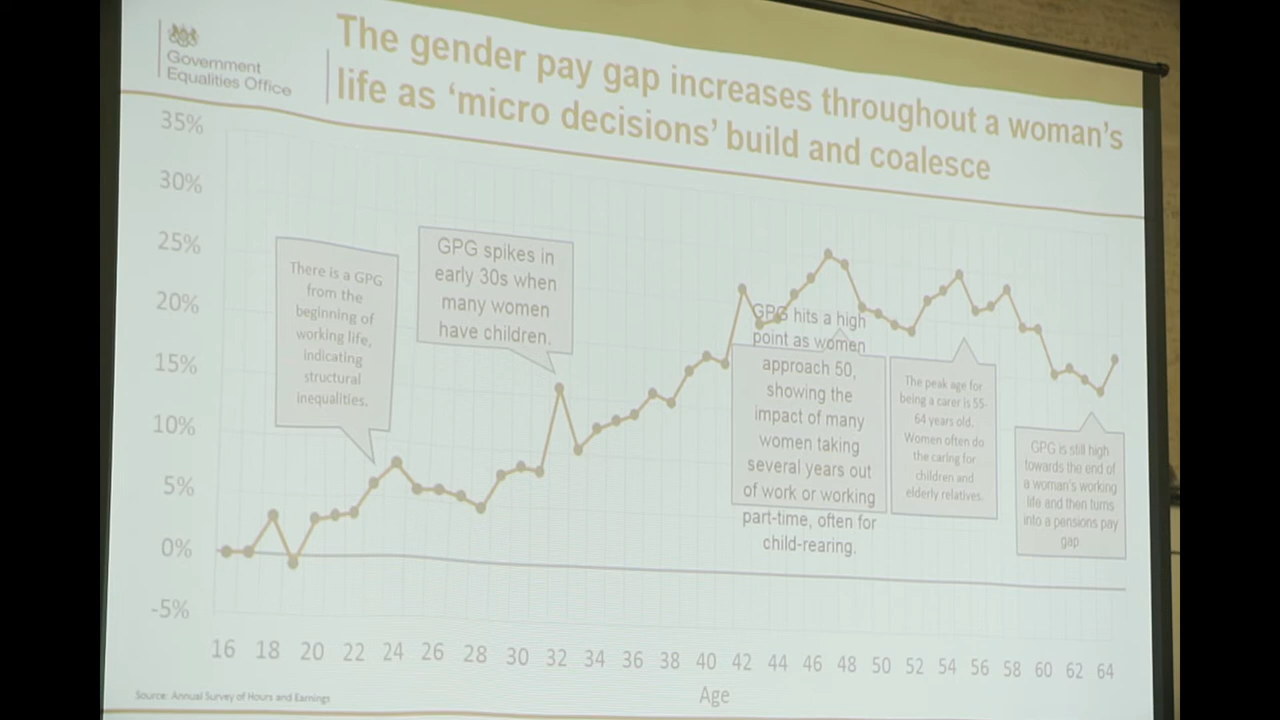 Government
Equalities Office
The gender pay gap increases throughout a woman's
life as 'micro decisions' build and coalesce
35%
30%
25%
20%
15%
10%
5%
0%
-5%
There is a GPG
from the
beginning of
working life,
indicating
structural
inequalities.
GPG spikes in
early 30s when
many women
have children.
GPG hits a high
point as women
approach 50,
showing the
impact of many
women taking
several years out
of work or working
part-time, often for
child-rearing.
The peak age for
being a carer is 55-
64 years old.
Women often do
the caring for
children and
elderly relatives.
GPG is still high
towards the end of
a woman's working
life and then turns
into a pensions pay
gap
16 18 20 22 24 26 28 30 32 34 36 38 40 42 44 46 48 50 52 54 56 58 60 62 64
Age
Source: Annual Survey of Hours and Earnings